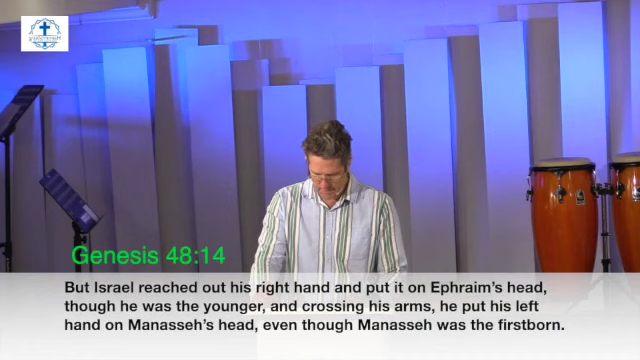 Genesis 48:14
But Israel reached out his right hand and put it on Ephraim's head,
though he was the younger, and crossing his arms, he put his left
hand on Manasseh's head, even though Manasseh was the firstborn.